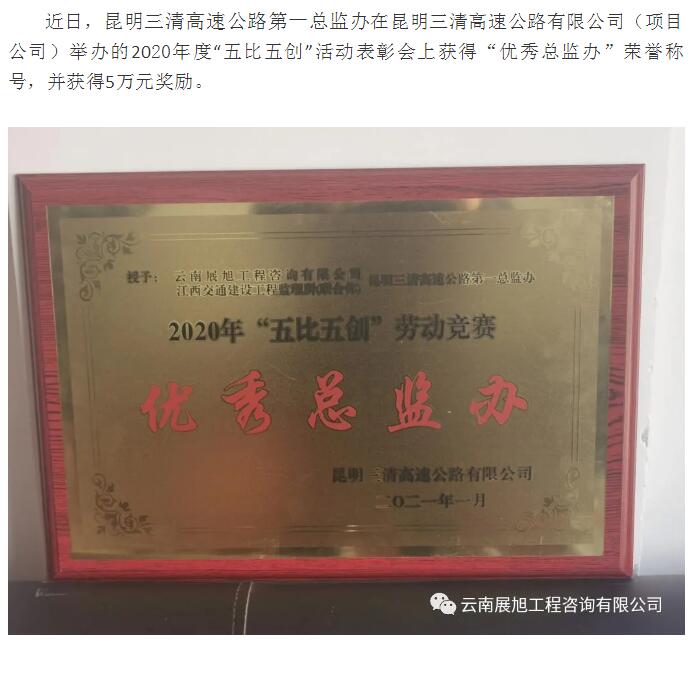 近日，昆明三清高速公路第一总监办在昆明三清高速公路有限公司（项目
公司）举办的2020年度“五比五创”活动表彰会上获得“优秀总监办”荣誉称
号，并获得5万元奖励。
授予：云南展旭工程咨询有限公司
江西交通建设工程监理所(联合体)
昆明三清高速公路第一总监办
2020年“五比五创”劳动竞赛
优秀总监办
昆明三清高速公路有限公司
二〇二一年一月
云南展旭工程咨询有限公司